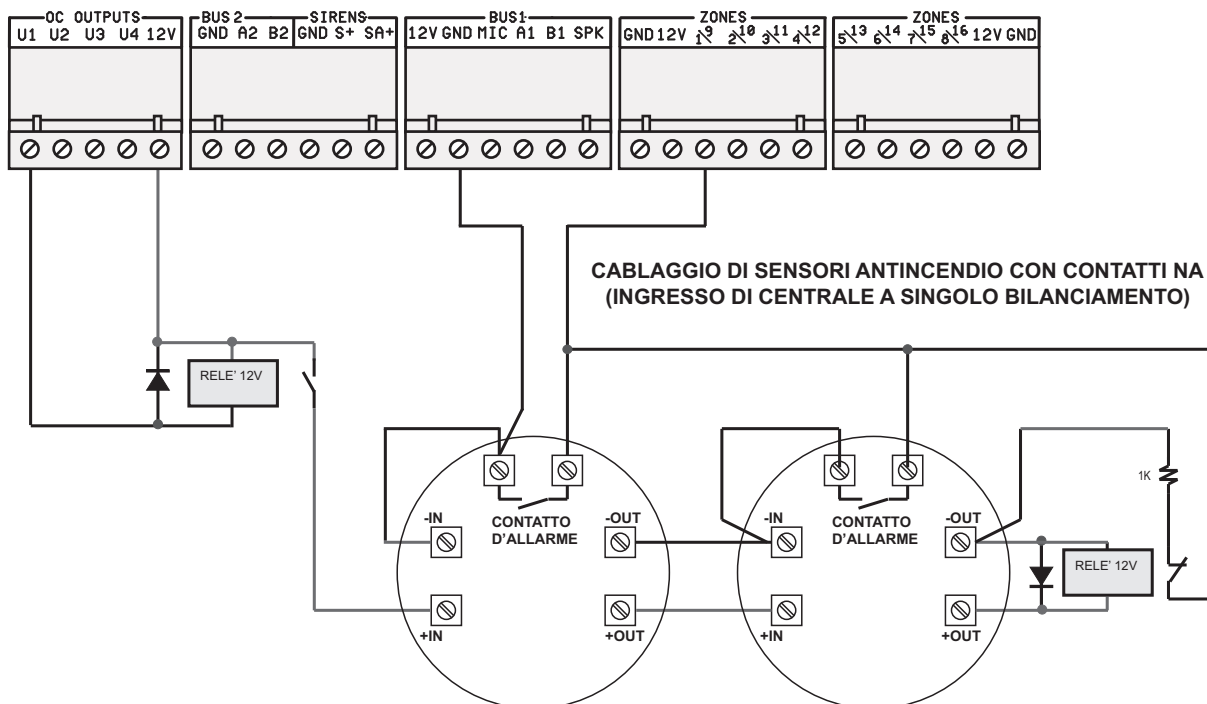 OC OUTPUTS
U1 U2 U3 U4 12V
BUS 2 SIRENS
GND A2 B2 GND S+ SA+
BUS1
12V GND MIC A1 B1 SPK
ZONES
GND 12V 1 9 2 10 3 11 4 12
ZONES
5 13 6 14 7 15 8 16 12V GND
CABLAGGIO DI SENSORI ANTINCENDIO CON CONTATTI NA
(INGRESSO DI CENTRALE A SINGOLO BILANCIAMENTO)
RELE' 12V
1K
-IN
CONTATTO
D'ALLARME
-OUT
+IN
+OUT
-IN
CONTATTO
D'ALLARME
-OUT
+IN
+OUT
RELE' 12V